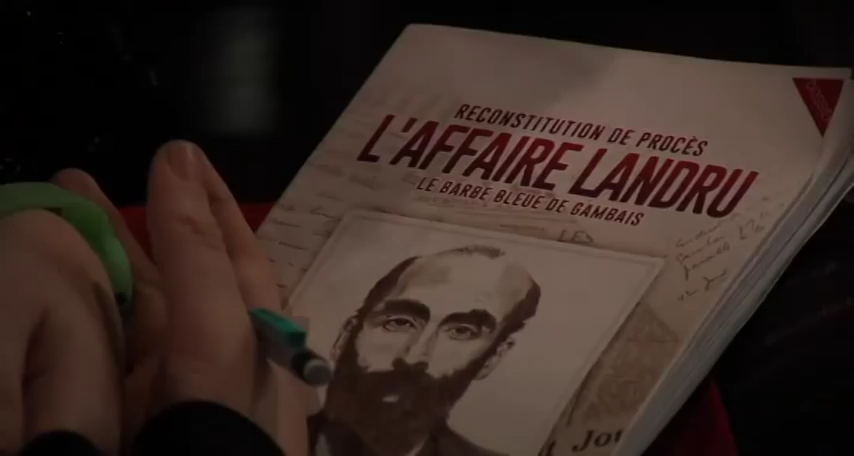 RECONSTITUTION DE PROCÈS
L'AFFAIRE LANDRU
LE BARBE BLEUE DE GAMBAIS